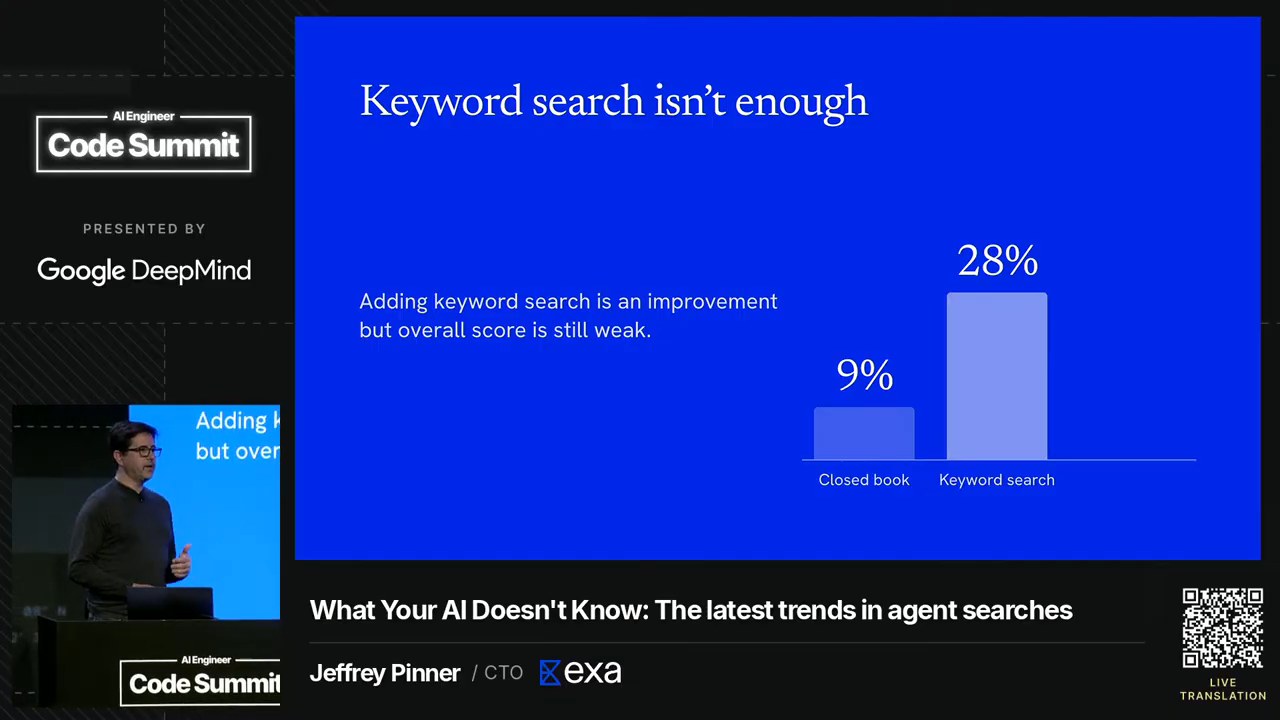 AI Engineer
Code Summit
PRESENTED BY
Google DeepMind
Keyword search isn’t enough
Adding keyword search is an improvement
but overall score is still weak.
9%
28%
Closed book
Keyword search
Adding
but over
AI Engineer
Code Summit
What Your AI Doesn't Know: The latest trends in agent searches
Jeffrey Pinner / CTO exa
LIVE
TRANSLATION